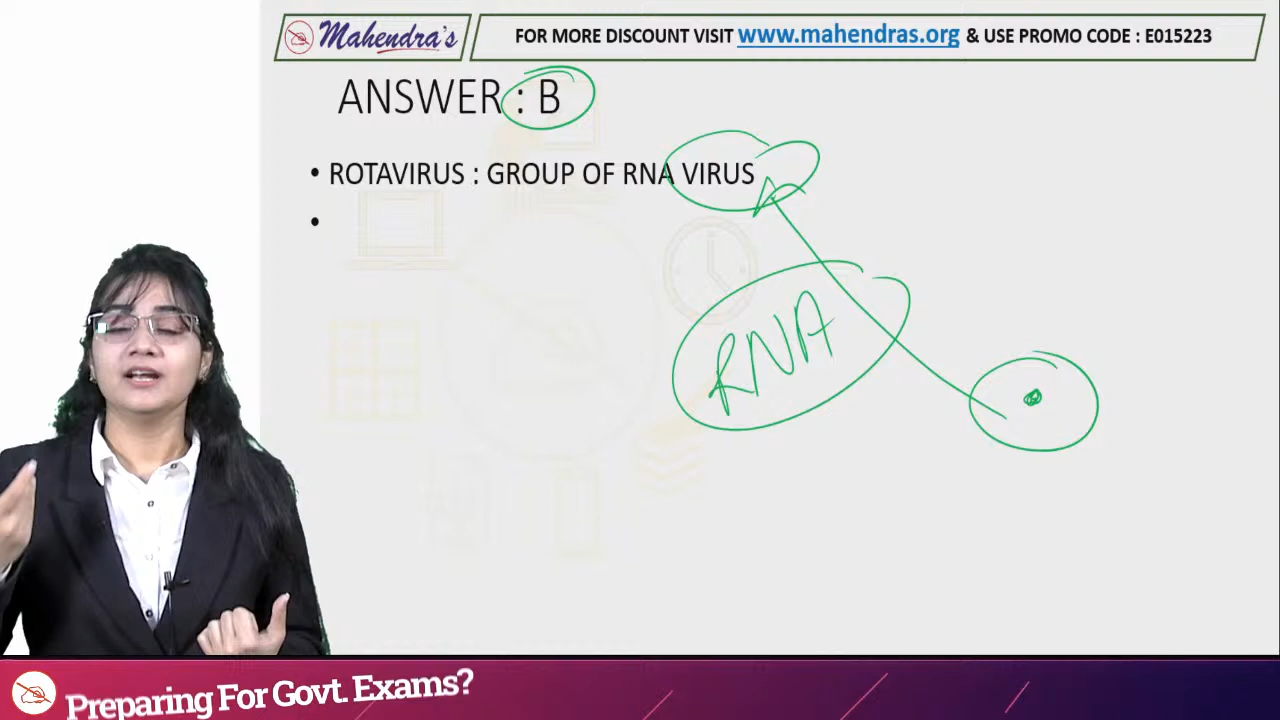 Mahendra's
FOR MORE DISCOUNT VISIT www.mahendras.org & USE PROMO CODE : E015223
ANSWER : B
• ROTAVIRUS : GROUP OF RNA VIRUS
•
RNA
Preparing For Govt. Exams?